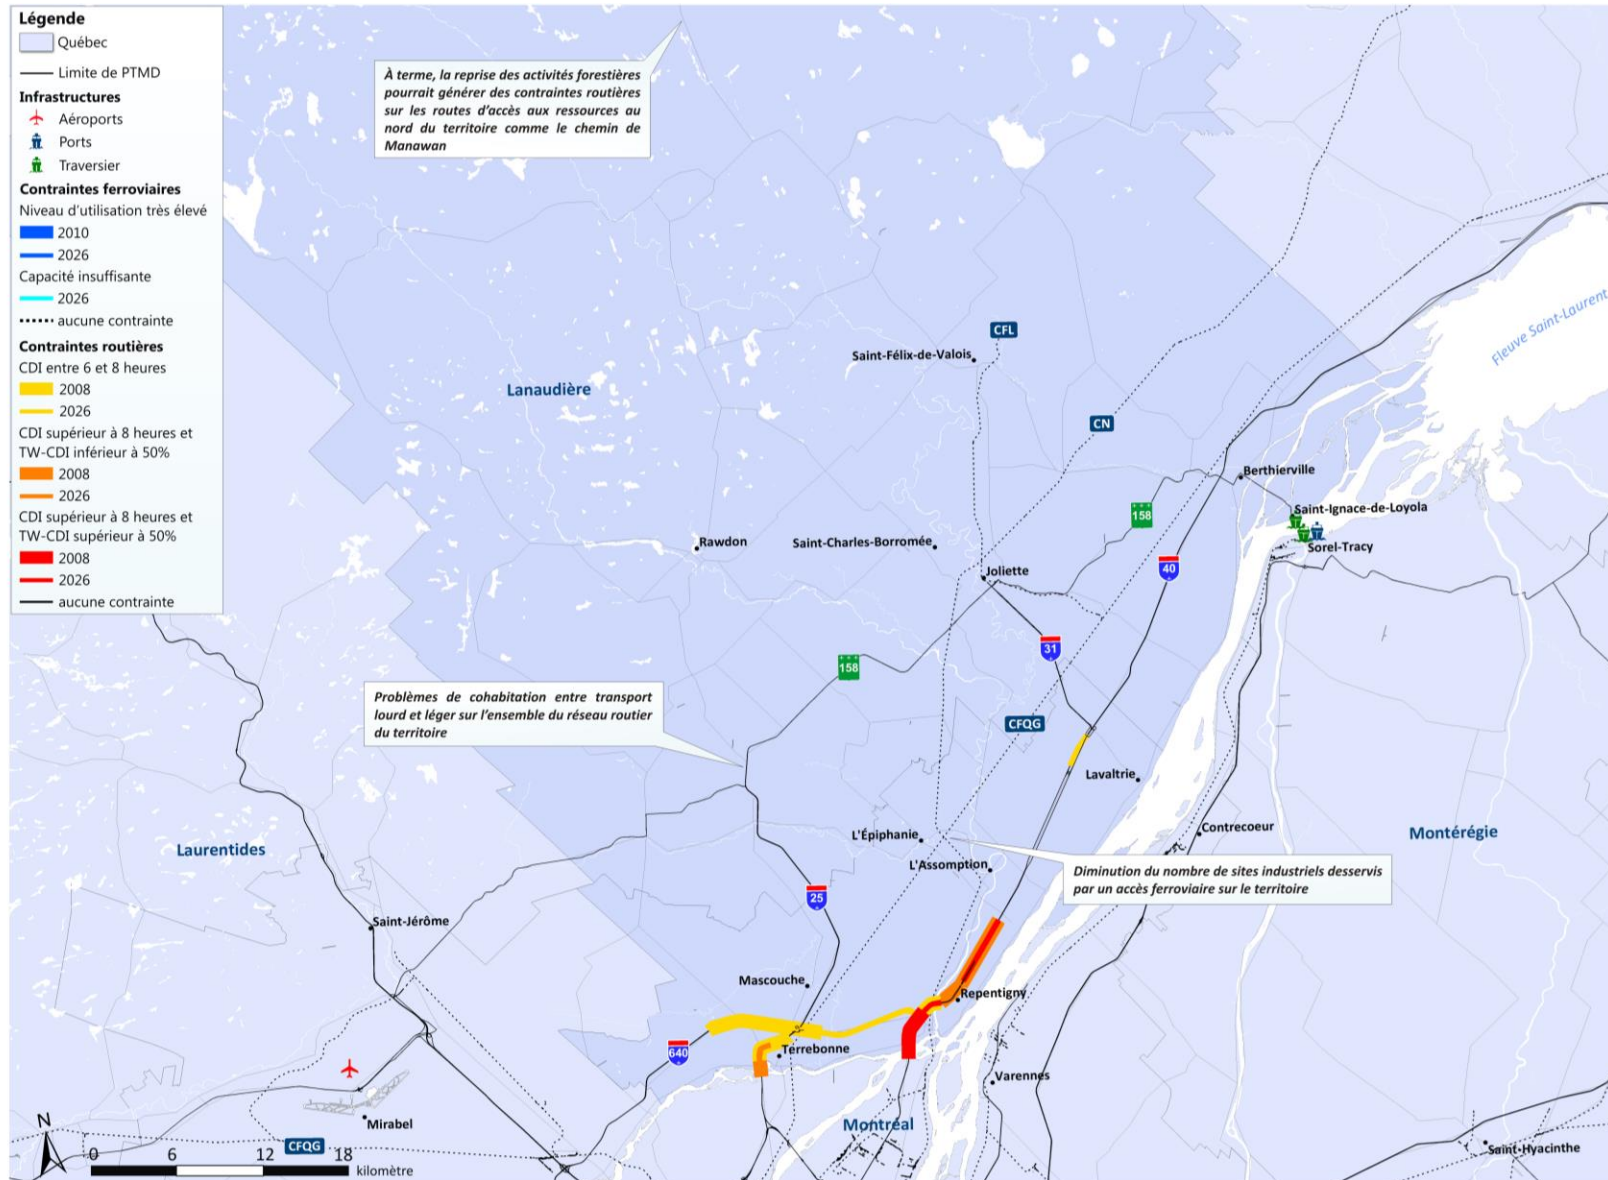 Légende
Québec
Limite de PTMD
Infrastructures
Aéroports
Ports
Traversier
Contraintes ferroviaires
Niveau d'utilisation très élevé
2010
2026
Capacité insuffisante
2026
aucune contrainte
Contraintes routières
CDI entre 6 et 8 heures
2008
2026
CDI supérieur à 8 heures et
TW-CDI inférieur à 50%
2008
2026
CDI supérieur à 8 heures et
TW-CDI supérieur à 50%
2008
2026
aucune contrainte
À terme, la reprise des activités forestières
pourrait générer des contraintes routières
sur les routes d'accès aux ressources au
nord du territoire comme le chemin de
Manawan
Fleuve Saint-Laurent
CFL
Saint-Félix-de-Valois
Lanaudière
CN
Berthierville
158
Saint-Ignace-de-Loyola
Sorel-Tracy
Rawdon
Saint-Charles-Borromée
Joliette
40
31
158
Problèmes de cohabitation entre transport
lourd et léger sur l'ensemble du réseau routier
du territoire
CFQG
Lavaltrie
Contrecoeur
Montérégie
L'Épiphanie
Laurentides
L'Assomption
Diminution du nombre de sites industriels desservis
par un accès ferroviaire sur le territoire
25
Saint-Jérôme
Mascouche
Repentigny
640
Terrebonne
Varennes
Mirabel
Montréal
Saint-Hyacinthe
CFQG
N
0 6 12 18
kilomètre